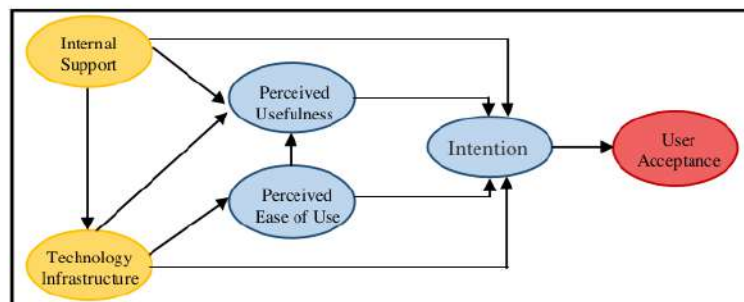 Internal
Support
Perceived
Usefulness
Intention
User
Acceptance
Perceived
Ease of Use
Technology
Infrastructure